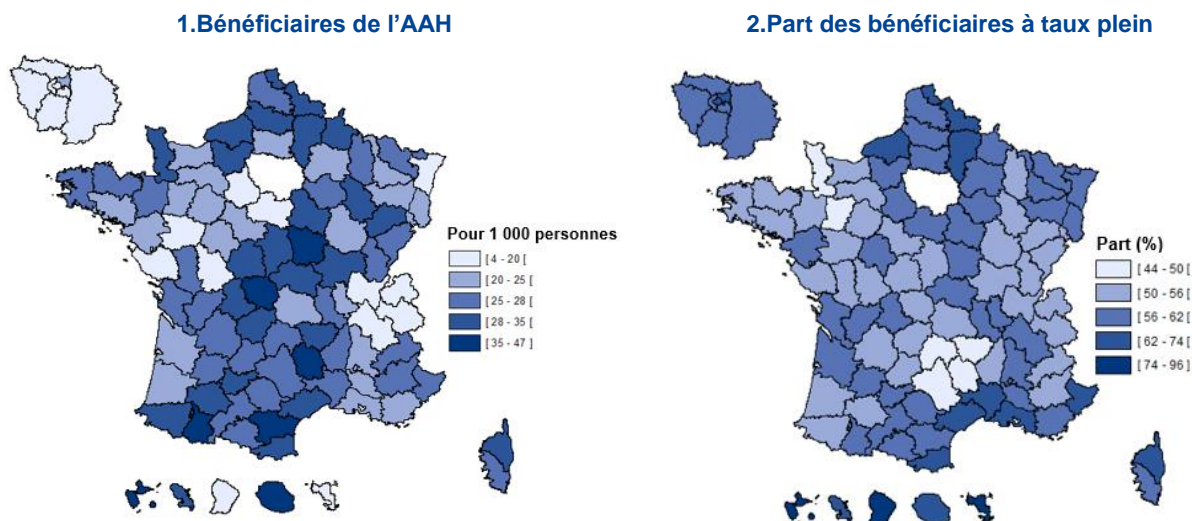 1.Bénéficiaires de l’AAH
Pour 1 000 personnes
[ 4 - 20 [
[ 20 - 25 [
[ 25 - 28 [
[ 28 - 35 [
[ 35 - 47 ]
2.Part des bénéficiaires à taux plein
Part (%)
[ 44 - 50 [
[ 50 - 56 [
[ 56 - 62 [
[ 62 - 74 [
[ 74 - 96 ]